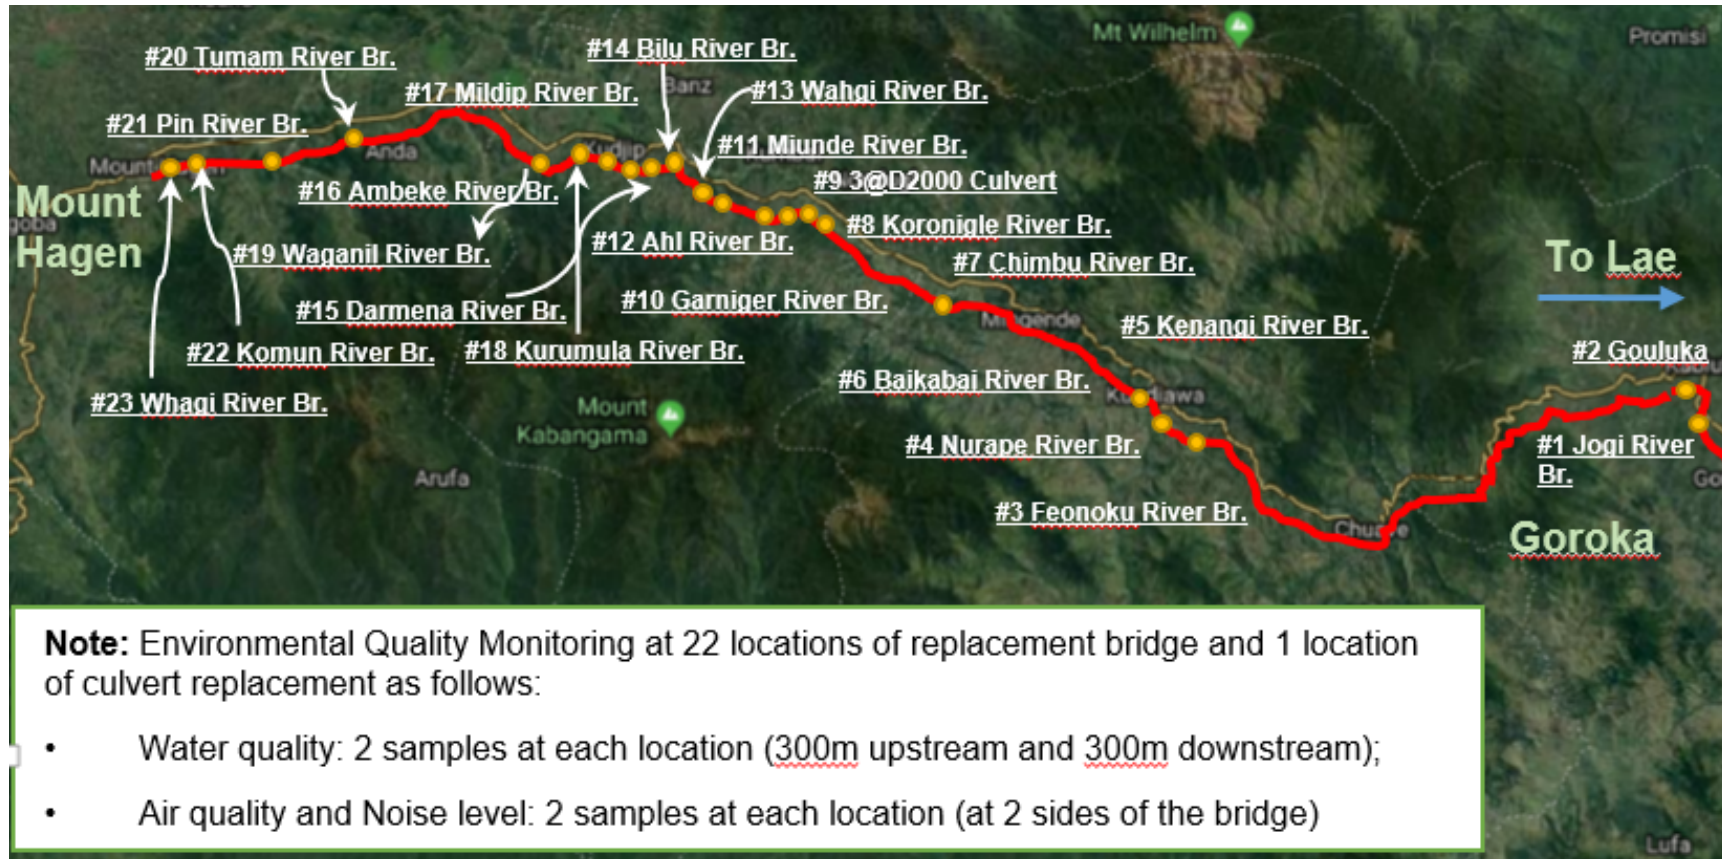 Mt Wilhelm
Promisi
#20 Tumam River Br.
#14 Bilu River Br.
#17 Mildip River Br.
Banz
#13 Wahgi River Br.
#21 Pin River Br.
#11 Miunde River Br.
Mount
Anda
Kudjip
#9 3@D2000 Culvert
Mount
Hagen
goba
#16 Ambeke River Br.
#8 Koronigle River Br.
#19 Waganil River Br.
#12 Ahl River Br.
#7 Chimbu River Br.
To Lae
#15 Darmena River Br.
#10 Garniger River Br.
Mingende
#5 Kenangi River Br.
#22 Komun River Br.
#18 Kurumula River Br.
#2 Gouluka
#6 Baikabai River Br.
#23 Whagi River Br.
Mount
Kabangama
Kundiawa
#4 Nurape River Br.
#1 Jogi River
Br.
Arufa
Go
#3 Feonoku River Br.
Chuave
Goroka
Note: Environmental Quality Monitoring at 22 locations of replacement bridge and 1 location
of culvert replacement as follows:
• Water quality: 2 samples at each location (300m upstream and 300m downstream);
• Air quality and Noise level: 2 samples at each location (at 2 sides of the bridge)
Lufa